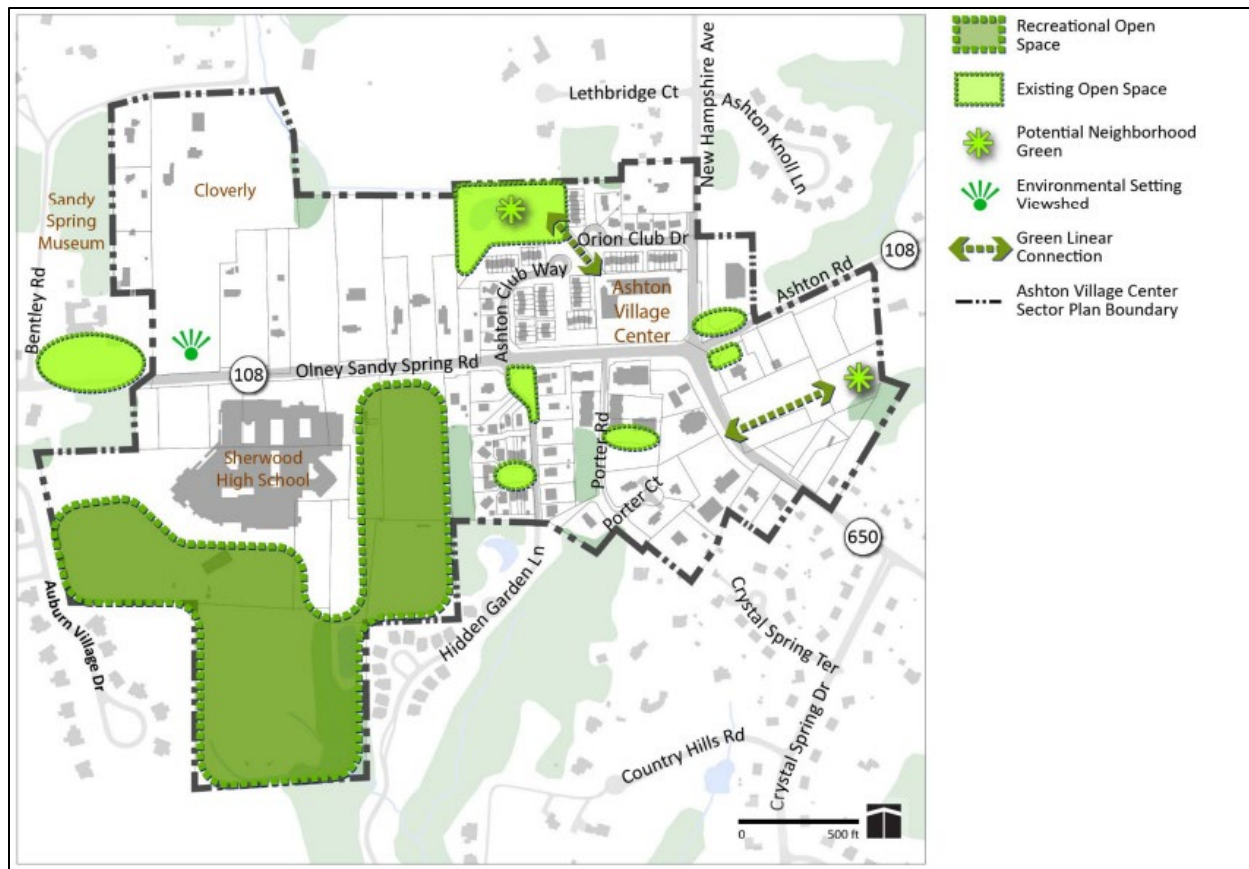 Lethbridge Ct
New Hampshire Ave
Ashton Knoll Ln
Sandy
Spring
Museum
Cloverly
Orion Club Dr
108
Ashton Rd
Bentley Rd
Ashton Club Way
Ashton
Village
Center
Olney Sandy Spring Rd
108
Sherwood
High School
Porter Rd
Porter Ct
650
Auburn Village Dr
Hidden Garden Ln
Crystal Spring Ter
Crystal Spring Dr
Country Hills Rd
0 500 ft
Recreational Open
Space
Existing Open Space
Potential Neighborhood
Green
Environmental Setting
Viewshed
Green Linear
Connection
Ashton Village Center
Sector Plan Boundary